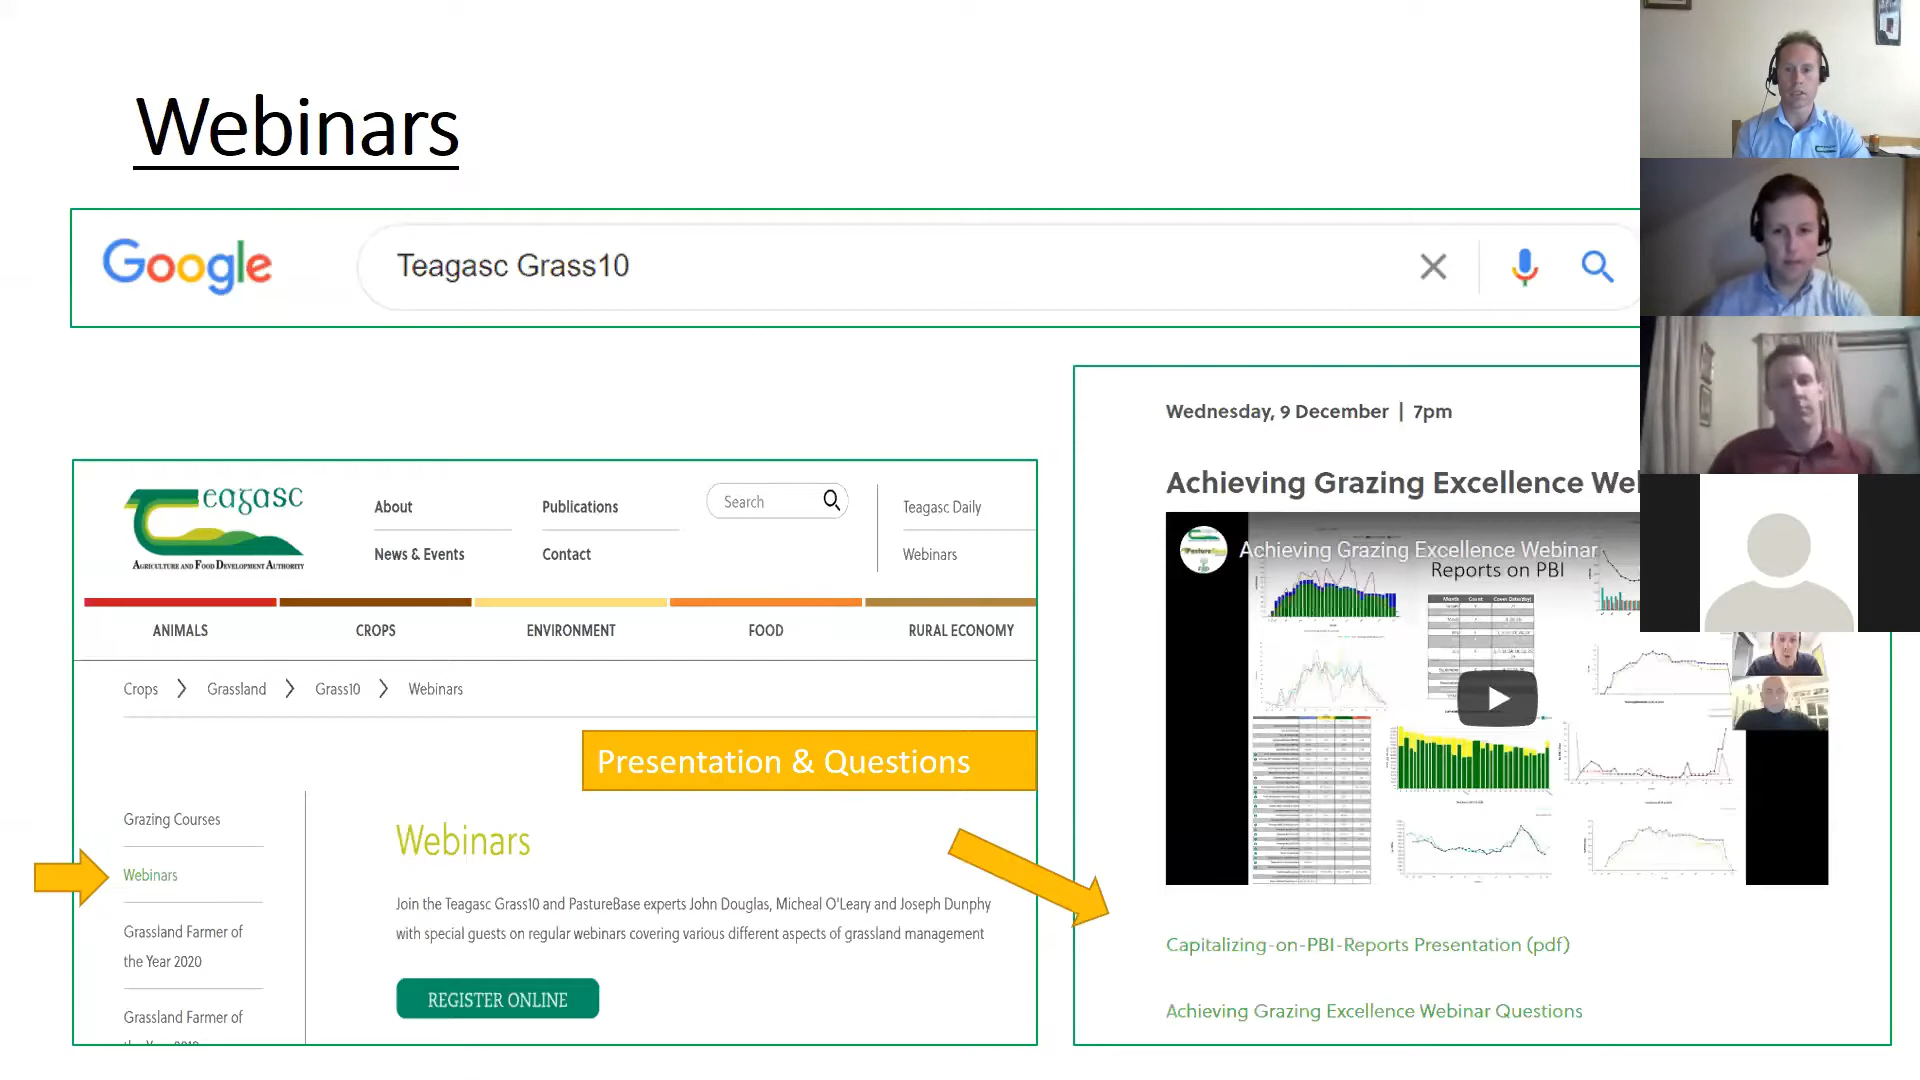 Webinars
Google
Teagasc Grass10
Wednesday, 9 December | 7pm
Achieving Grazing Excellence We
Achieving Grazing Excellence Webinar
Reports on PBI
Teagasc
AGRICULTURE AND FOOD DEVELOPMENT AUTHORITY
About
Publications
Search
Teagasc Daily
News & Events
Contact
Webinars
ANIMALS
CROPS
ENVIRONMENT
FOOD
RURAL ECONOMY
Crops > Grassland > Grass10 > Webinars
Presentation & Questions
Grazing Courses
Webinars
Grassland Farmer of
the Year 2020
Grassland Farmer of
Webinars
Join the Teagasc Grass10 and PastureBase experts John Douglas, Micheal O'Leary and Joseph Dunphy
with special guests on regular webinars covering various different aspects of grassland management
REGISTER ONLINE
Capitalizing-on-PBI-Reports Presentation (pdf)
Achieving Grazing Excellence Webinar Questions